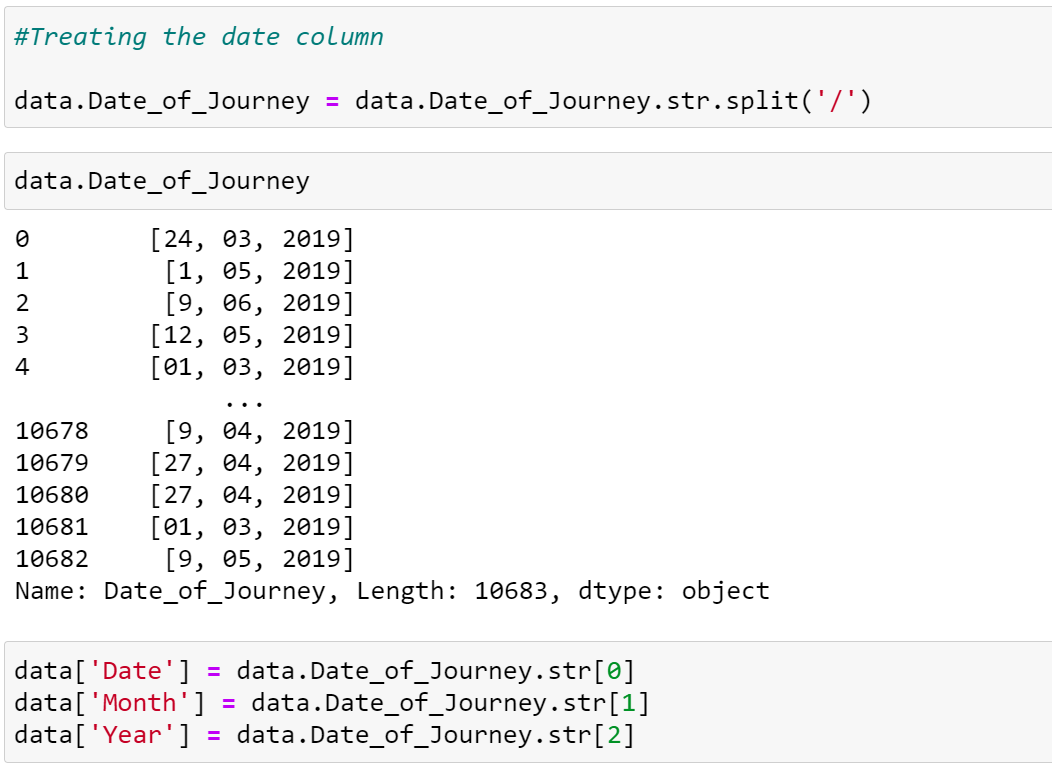 #Treating the date column
data.Date_of_Journey = data.Date_of_Journey.str.split('/')
data.Date_of_Journey
0        [24, 03, 2019]
1         [1, 05, 2019]
2         [9, 06, 2019]
3        [12, 05, 2019]
4        [01, 03, 2019]
              ...
10678     [9, 04, 2019]
10679    [27, 04, 2019]
10680    [27, 04, 2019]
10681    [01, 03, 2019]
10682     [9, 05, 2019]
Name: Date_of_Journey, Length: 10683, dtype: object
data['Date'] = data.Date_of_Journey.str[0]
data['Month'] = data.Date_of_Journey.str[1]
data['Year'] = data.Date_of_Journey.str[2]